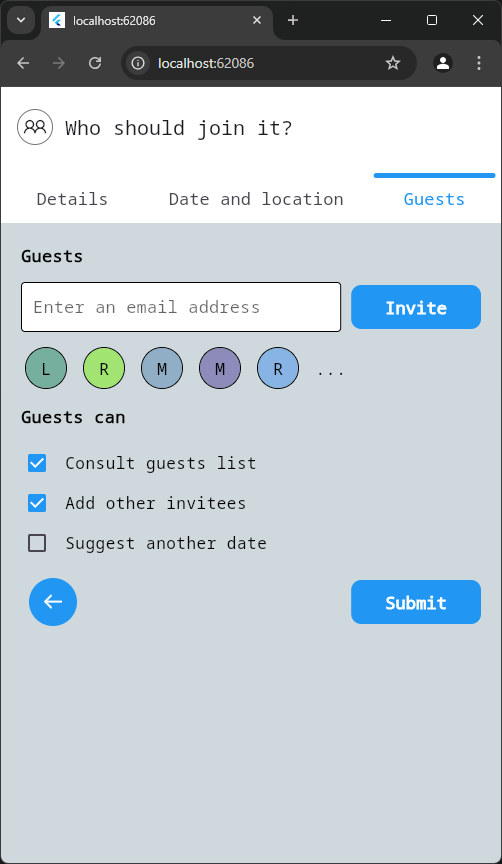 localhost:62086
localhost:62086
Who should join it?
Details Date and location Guests
Guests
Enter an email address Invite
L R M M R ...
Guests can
Consult guests list
Add other invitees
Suggest another date
Submit